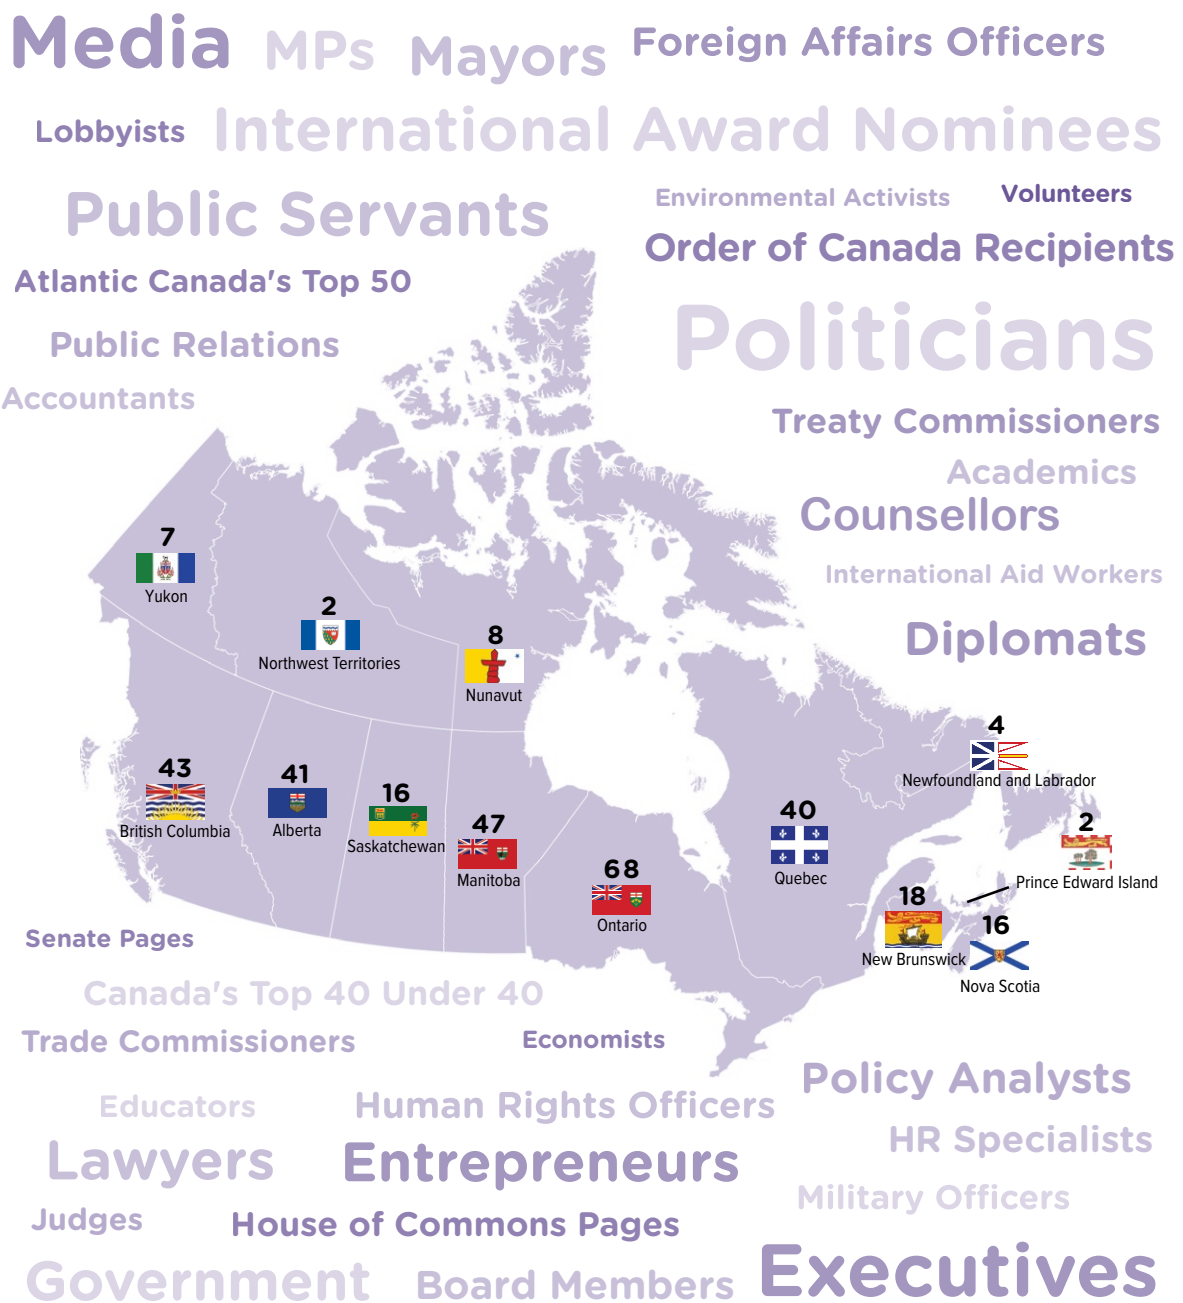 Media MPs Mayors Foreign Affairs Officers
Lobbyists International Award Nominees
Public Servants Environmental Activists Volunteers
Order of Canada Recipients
Atlantic Canada's Top 50
Politicians
Public Relations
Accountants
Treaty Commissioners
Academics
Counsellors
7
Yukon
International Aid Workers
2
Northwest Territories
8
Nunavut
Diplomats
4
Newfoundland and Labrador
43
British Columbia
41
Alberta
16
Saskatchewan
47
Manitoba
68
Ontario
40
Quebec
2
Prince Edward Island
18
New Brunswick
16
Nova Scotia
Senate Pages
Canada's Top 40 Under 40
Trade Commissioners Economists
Policy Analysts
Educators Human Rights Officers
HR Specialists
Lawyers Entrepreneurs
Military Officers
Judges House of Commons Pages
Government Board Members Executives